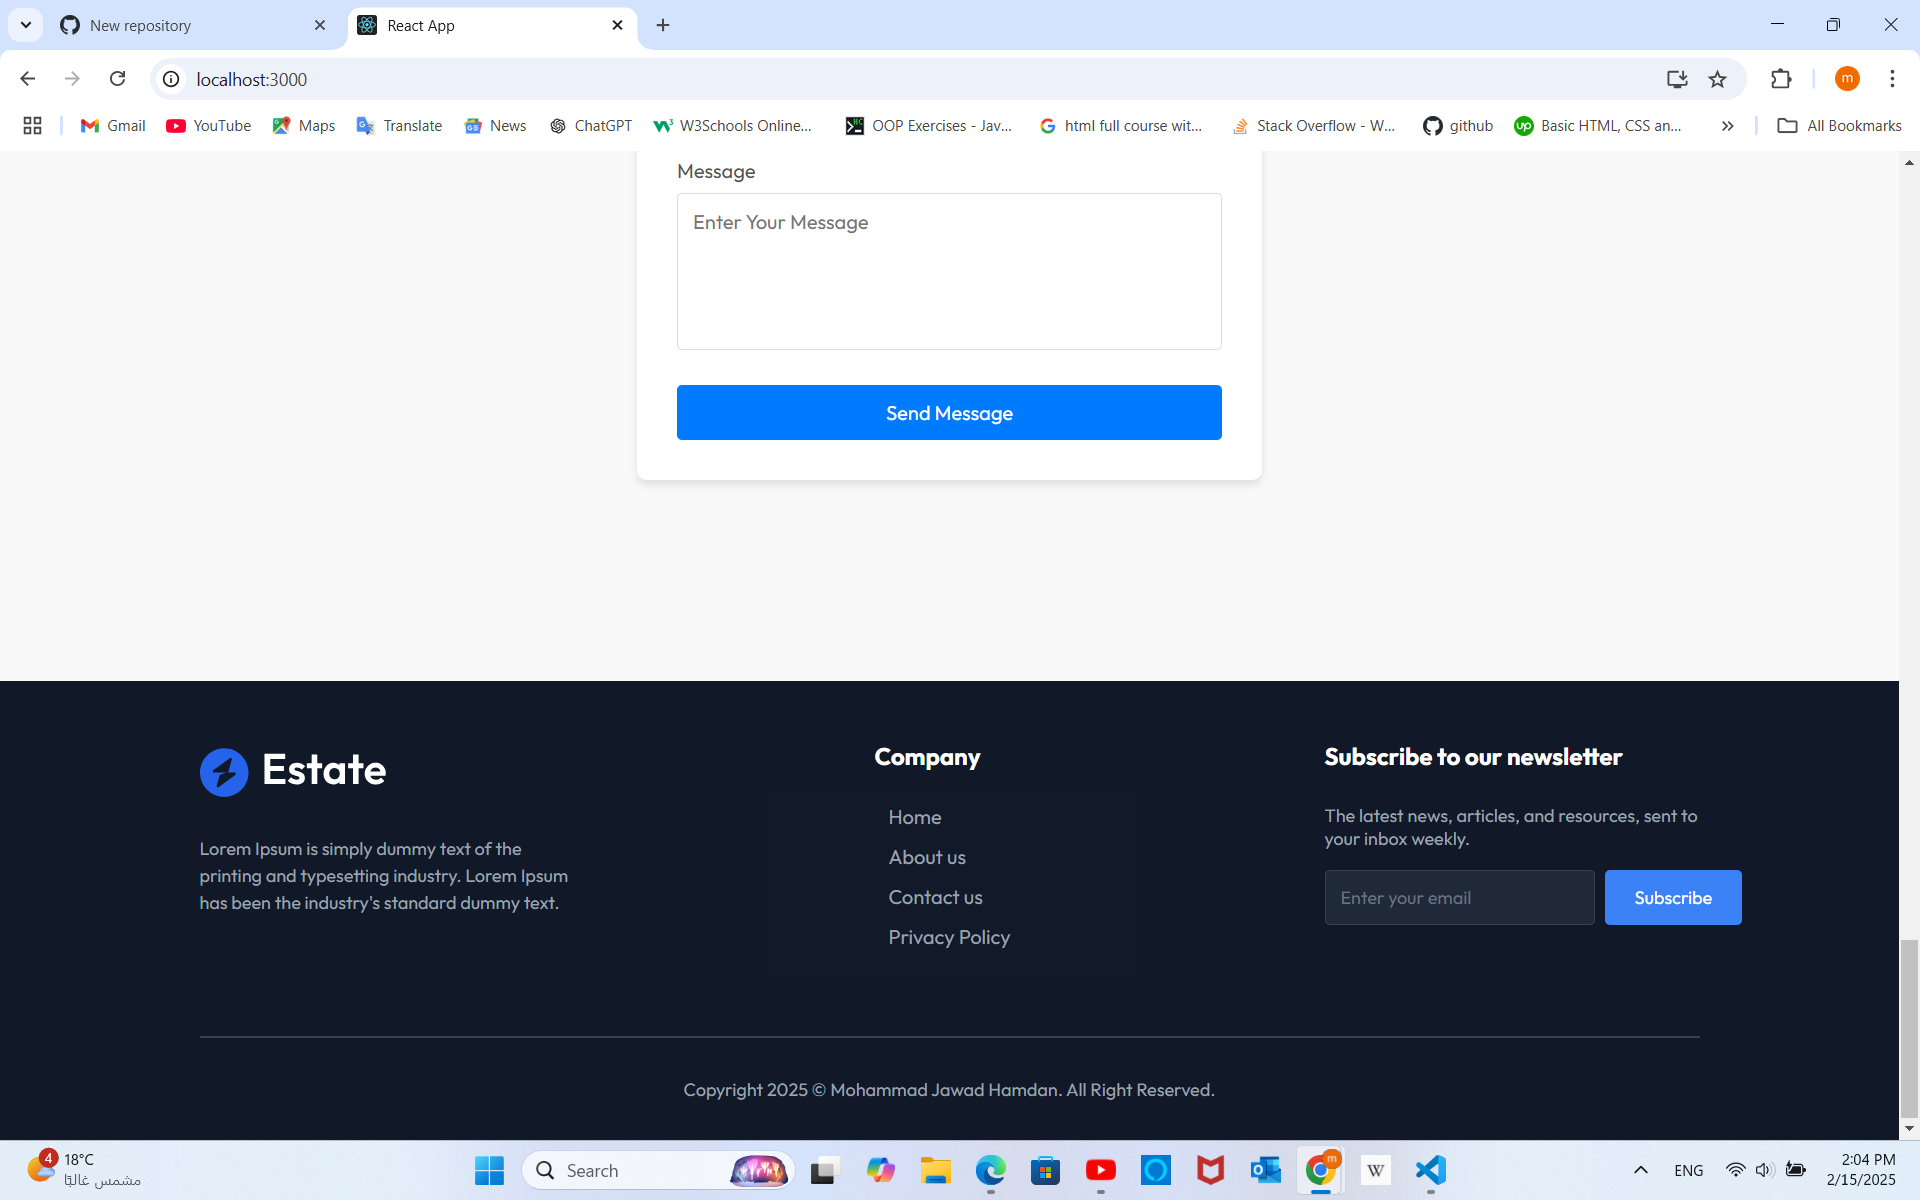 New repository
React App
localhost:3000
m
Gmail
YouTube
Maps
Translate
News
ChatGPT
W3Schools Online...
OOP Exercises - Jav...
html full course wit...
Stack Overflow - W...
github
Basic HTML, CSS an...
All Bookmarks
Message
Enter Your Message
Send Message
Estate
Lorem Ipsum is simply dummy text of the
printing and typesetting industry. Lorem Ipsum
has been the industry's standard dummy text.
Company
Home
About us
Contact us
Privacy Policy
Subscribe to our newsletter
The latest news, articles, and resources, sent to
your inbox weekly.
Enter your email
Subscribe
Copyright 2025 © Mohammad Jawad Hamdan. All Right Reserved.
4
18°C
مشمس غالبًا
Search
m
W
ENG
2:04 PM
2/15/2025